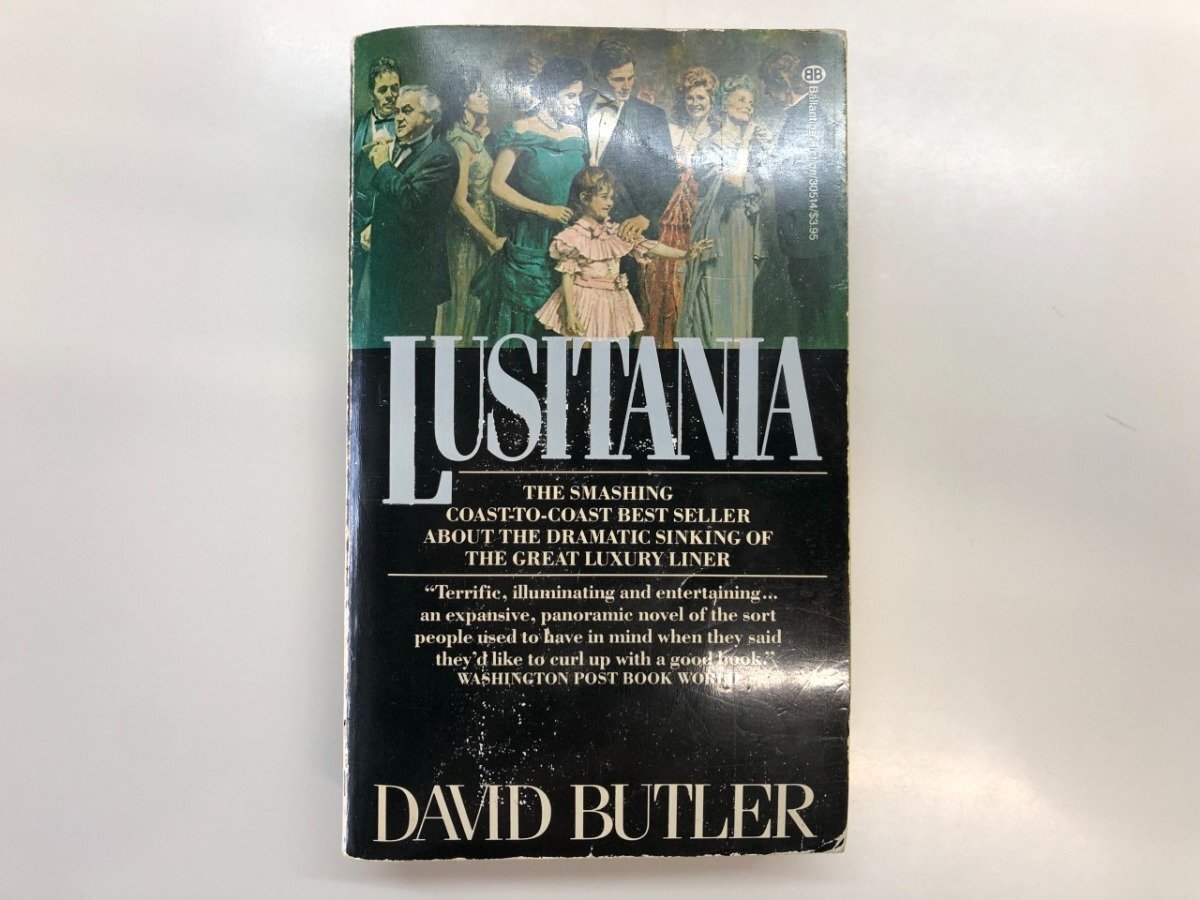 BB Ballantine 30514/$3.95
LUSITANIA
THE SMASHING
COAST-TO-COAST BEST SELLER
ABOUT THE DRAMATIC SINKING OF
THE GREAT LUXURY LINER
“Terrific, illuminating and entertaining...
an expansive, panoramic novel of the sort
people used to have in mind when they said
they’d like to curl up with a good book.”
WASHINGTON POST BOOK WORLD
DAVID BUTLER